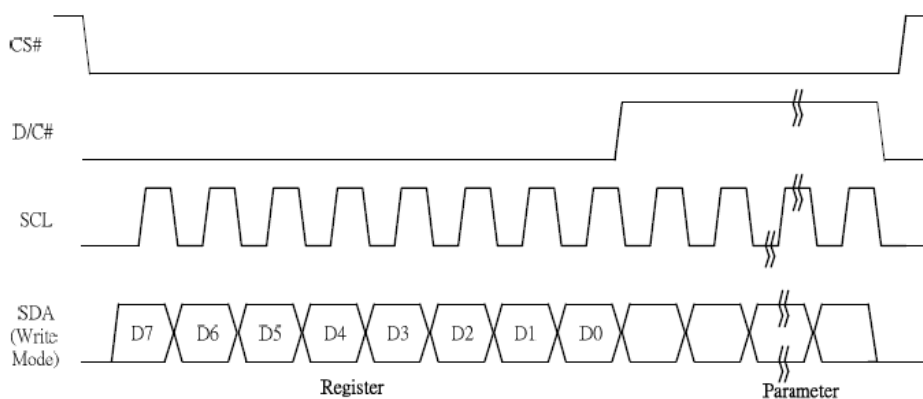 CS#
D/C#
SCL
SDA
(Write
Mode)
D7 D6 D5 D4 D3 D2 D1 D0
Register
Parameter